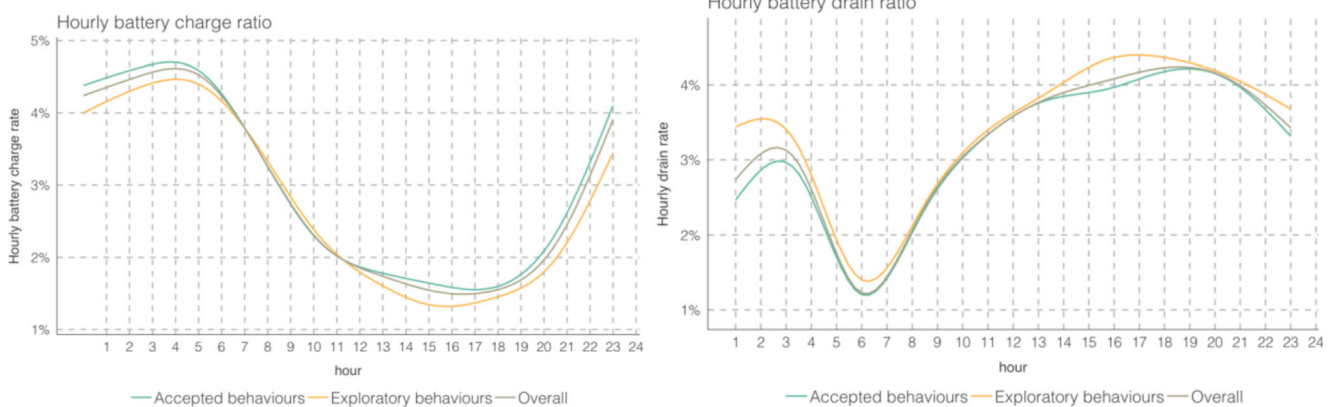 Hourly battery charge ratio
5%
4%
3%
2%
1%
Hourly battery charge rate
1 2 3 4 5 6 7 8 9 10 11 12 13 14 15 16 17 18 19 20 21 22 23 24
hour
Accepted behaviours Exploratory behaviours Overall
Hourly battery drain ratio
4%
3%
2%
1%
Hourly drain rate
1 2 3 4 5 6 7 8 9 10 11 12 13 14 15 16 17 18 19 20 21 22 23 24
hour
Accepted behaviours Exploratory behaviours Overall